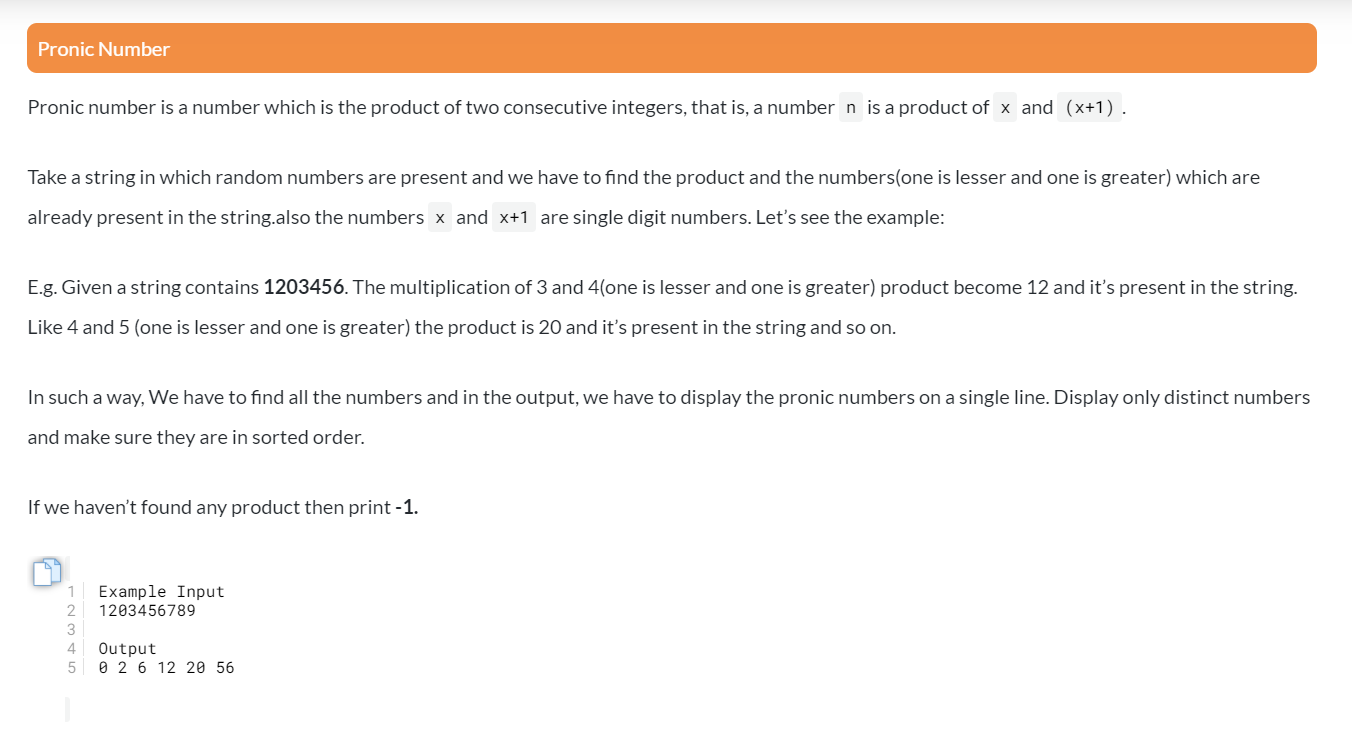 Pronic Number
Pronic number is a number which is the product of two consecutive integers, that is, a number n is a product of x and (x+1) .
Take a string in which random numbers are present and we have to find the product and the numbers(one is lesser and one is greater) which are
already present in the string.also the numbers x and x+1 are single digit numbers. Let’s see the example:
E.g. Given a string contains 1203456. The multiplication of 3 and 4(one is lesser and one is greater) product become 12 and it’s present in the string.
Like 4 and 5 (one is lesser and one is greater) the product is 20 and it’s present in the string and so on.
In such a way, We have to find all the numbers and in the output, we have to display the pronic numbers on a single line. Display only distinct numbers
and make sure they are in sorted order.
If we haven’t found any product then print -1.
1 Example Input
2 1203456789
3
4 Output
5 0 2 6 12 20 56